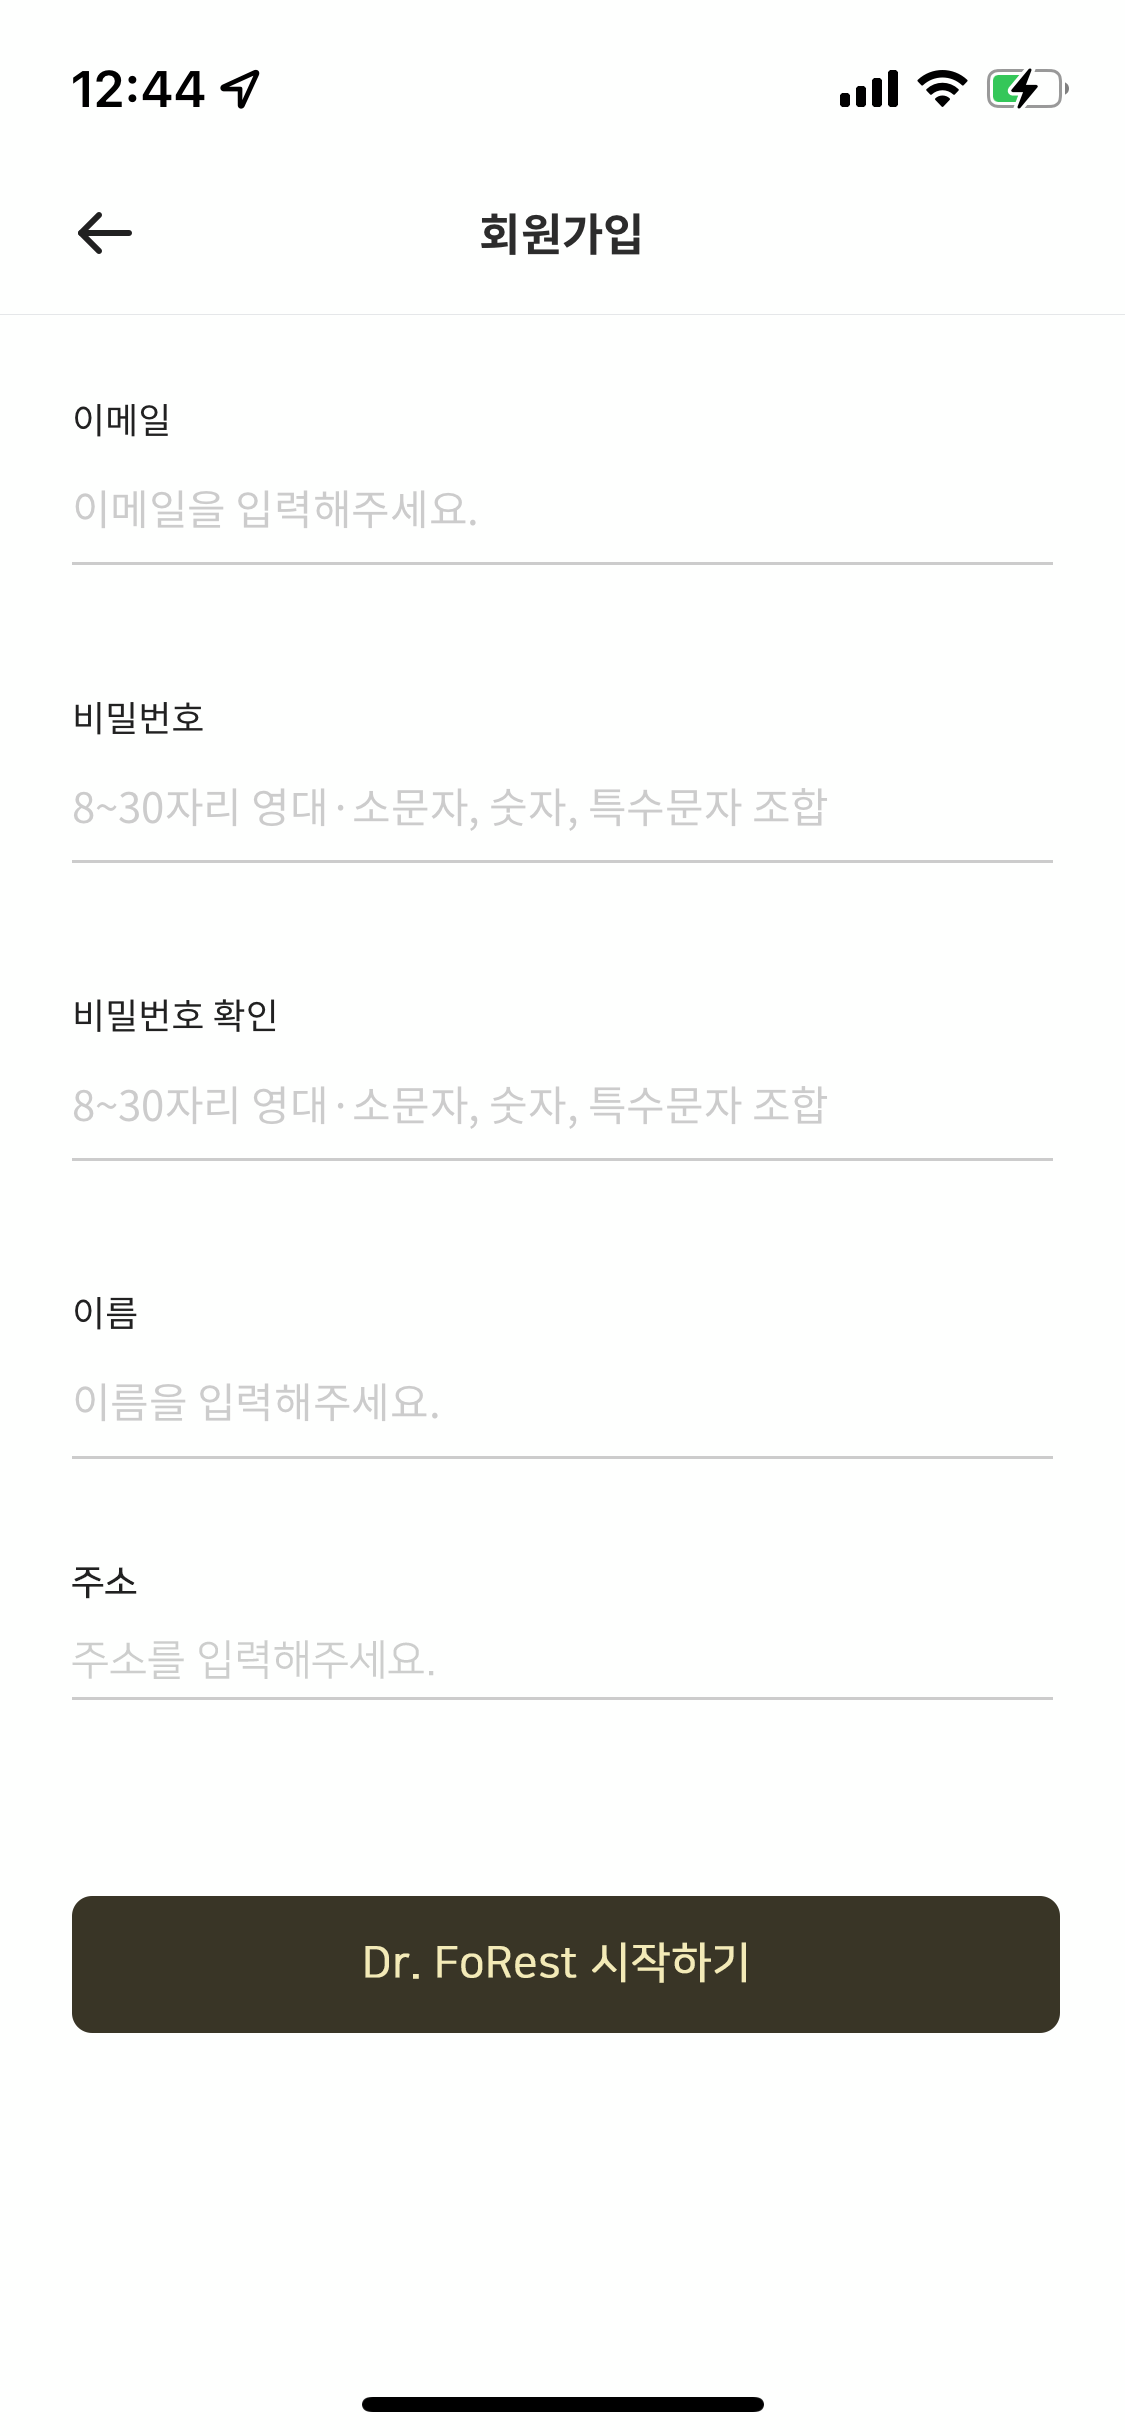 12:44
회원가입
이메일
이메일을 입력해주세요.
비밀번호
8~30자리 영대·소문자, 숫자, 특수문자 조합
비밀번호 확인
8~30자리 영대·소문자, 숫자, 특수문자 조합
이름
이름을 입력해주세요.
주소
주소를 입력해주세요.
Dr. FoRest 시작하기